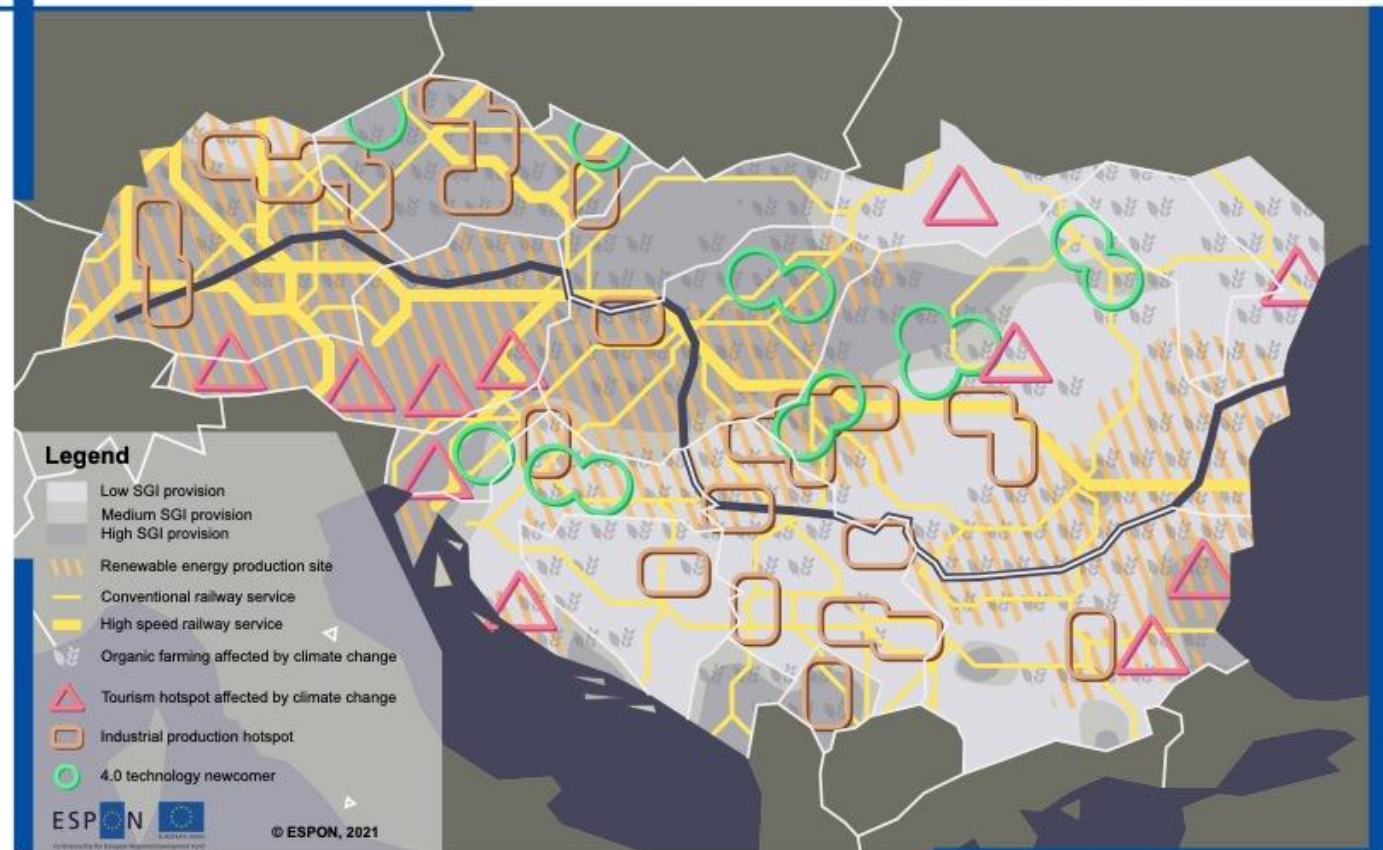 Legend
Low SGI provision
Medium SGI provision
High SGI provision
Renewable energy production site
Conventional railway service
High speed railway service
Organic farming affected by climate change
Tourism hotspot affected by climate change
Industrial production hotspot
4.0 technology newcomer
ESPON
© ESPON, 2021